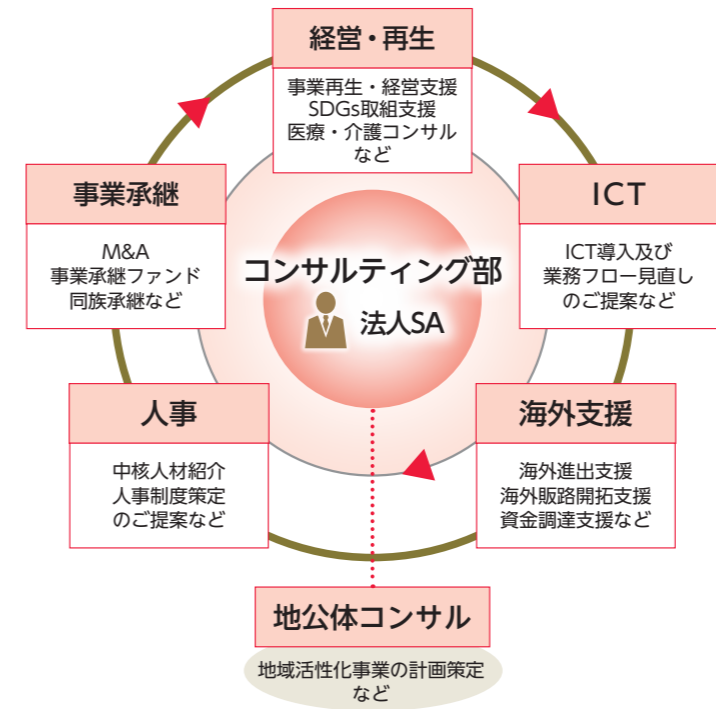 経営・再生
事業再生・経営支援
SDGs取組支援
医療・介護コンサル
など
事業承継
M&A
事業承継ファンド
同族承継など
ICT
ICT導入及び
業務フロー見直し
のご提案など
コンサルティング部
法人SA
人事
中核人材紹介
人事制度策定
のご提案など
海外支援
海外進出支援
海外販路開拓支援
資金調達支援など
地公体コンサル
地域活性化事業の計画策定
など